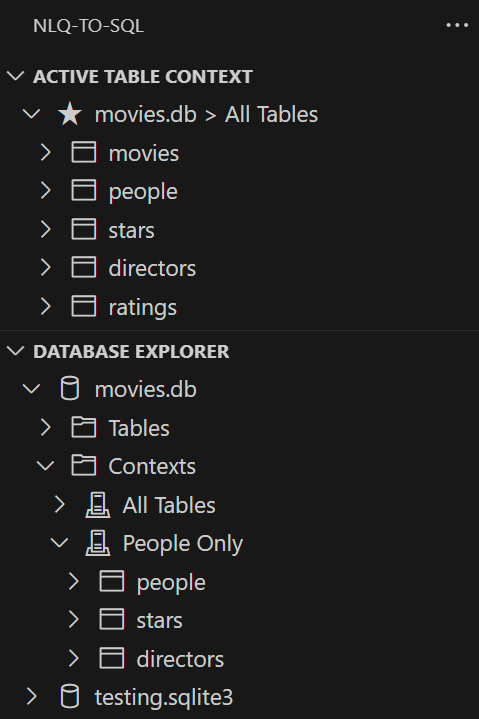 NLQ-TO-SQL
ACTIVE TABLE CONTEXT
movies.db > All Tables
movies
people
stars
directors
ratings
DATABASE EXPLORER
movies.db
Tables
Contexts
All Tables
People Only
people
stars
directors
testing.sqlite3